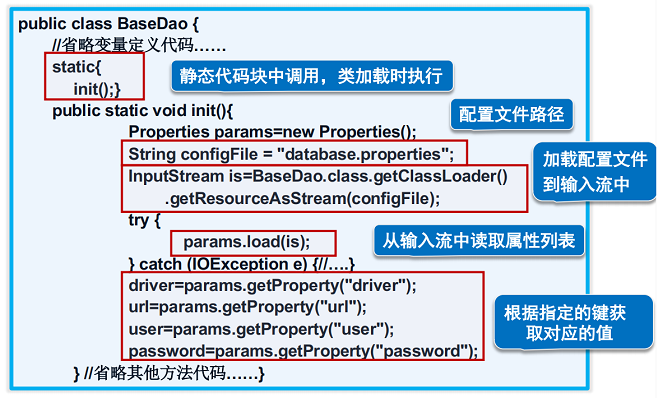 public class BaseDao {
//省略变量定义代码……
static{
init();}
静态代码块中调用，类加载时执行
public static void init(){
配置文件路径
Properties params=new Properties();
String configFile = "database.properties";
加载配置文件
到输入流中
InputStream is=BaseDao.class.getClassLoader()
.getResourceAsStream(configFile);
try {
params.load(is);
从输入流中读取属性列表
} catch (IOException e) {//….}
driver=params.getProperty("driver");
url=params.getProperty("url");
user=params.getProperty("user");
password=params.getProperty("password");
根据指定的键获
取对应的值
} //省略其他方法代码……}